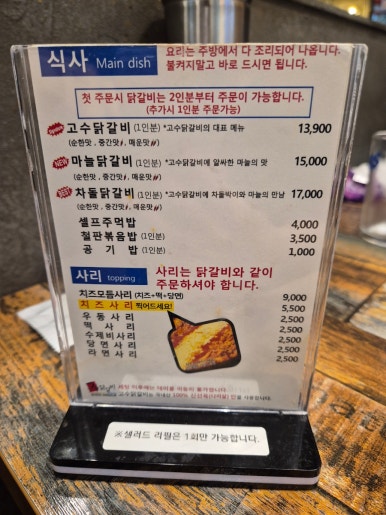 식사 Main dish
요리는 주방에서 다 조리되어 나옵니다.
불켜지말고 바로 드시면 됩니다.
첫 주문시 닭갈비는 2인분부터 주문이 가능합니다.
(추가시 1인분 주문가능)
고수닭갈비 (1인분) *고수닭갈비의 대표 메뉴 13,900
(순한맛, 중간맛, 매운맛)
NEW 마늘닭갈비 (1인분) *고수닭갈비에 알싸한 마늘의 맛 15,000
(순한맛, 중간맛, 매운맛)
BEST 차돌닭갈비 (1인분) *고수닭갈비에 차돌박이와 마늘의 만남 17,000
(순한맛, 중간맛, 매운맛)
셀프주먹밥 4,000
철판볶음밥 (1인분) 3,500
공기밥 (1인분) 1,000
사리 topping
사리는 닭갈비와 같이
주문하셔야 합니다.
치즈모듬사리 (치즈+떡+당면) 9,000
치즈사리 찍어드세요! 5,500
우동사리 2,500
떡사리 2,500
수제비사리 2,500
당면사리 2,500
라면사리 2,500
※샐러드 리필은 1회만 가능합니다.